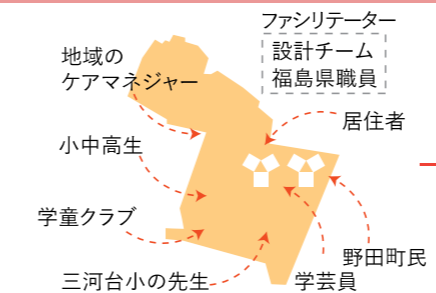 ファシリテーター
設計チーム
福島県職員
地域の
ケアマネジャー
居住者
小中高生
学童クラブ
野田町民
三河台小の先生
学芸員